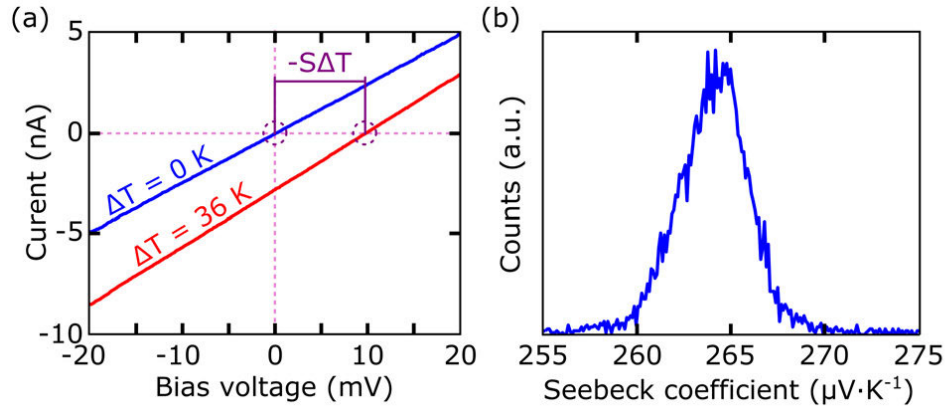 (a)
5
0
-5
-10
Curent (nA)
-SΔT
ΔT = 0 K
ΔT = 36 K
-20 -10 0 10 20
Bias voltage (mV)
(b)
Counts (a.u.)
255 260 265 270 275
Seebeck coefficient (μV·K⁻¹)